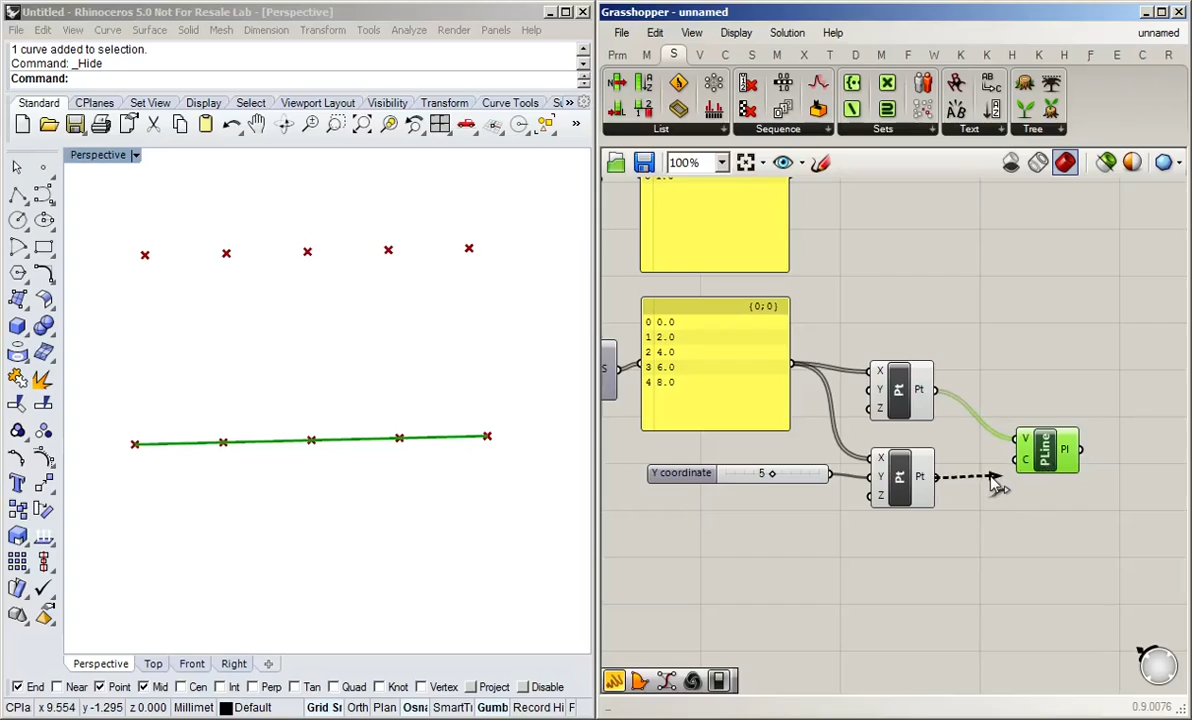 Untitled - Rhinoceros 5.0 Not For Resale Lab - [Perspective]
File Edit View Curve Surface Solid Mesh Dimension Transform Tools Analyze Render Panels Help
1 curve added to selection.
Command: _Hide
Command:
Standard CPlanes Set View Display Select Viewport Layout Visibility Transform Curve Tools
Perspective
Perspective Top Front Right
End Near Point Mid Cen Int Perp Tan Quad Knot Vertex Project Disable
CPla x 9.554 y -1.295 z 0.000 Millimet Default Grid S Orth Plan Osna SmartT Gumb Record Hi F
Grasshopper - unnamed
File Edit View Display Solution Help unnamed
Prm M S V C S M I X D M F W K K H H F E C R
List Sequence Sets Text Tree
100%
{0;0}
0 0.0
1 2.0
2 4.0
3 6.0
4 8.0
S
X
Y
Z
Pt
Pt
Y coordinate 5
X
Y
Z
Pt
Pt
V
C
PLine
Pl
0.9.0076